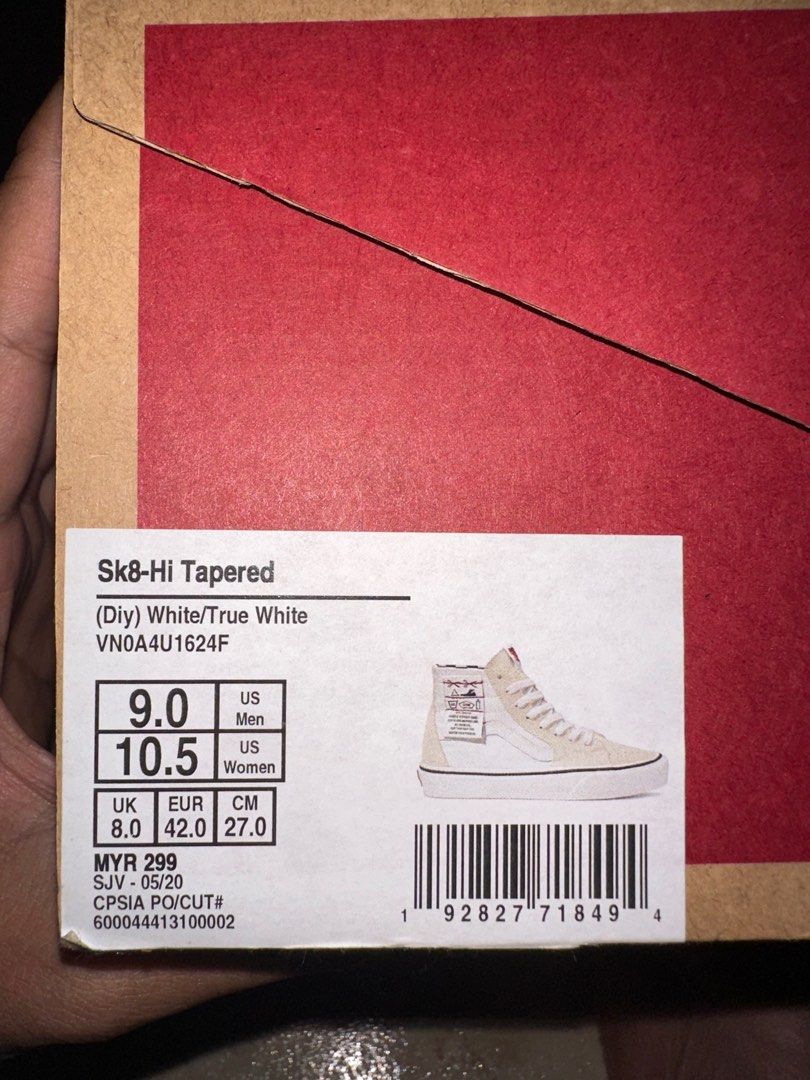 Sk8-Hi Tapered
(Diy) White/True White
VN0A4U1624F
9.0 US Men
10.5 US Women
UK EUR CM
8.0 42.0 27.0
MYR 299
SJV - 05/20
CPSIA PO/CUT#
600044413100002
1 92827 71849 4